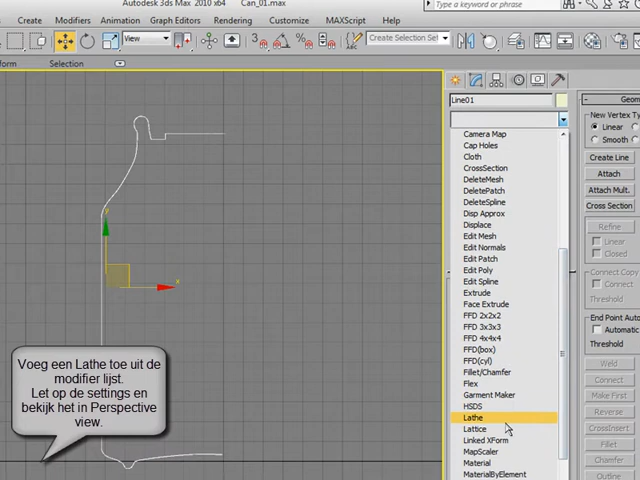 Autodesk 3ds Max 2010 x64 Can_01.max
Type a keyword or phrase
Create Modifiers Animation Graph Editors Rendering Customize MAXScript Help
View
Create Selection Se
Selection
Line01
Camera Map
Cap Holes
Cloth
CrossSection
DeleteMesh
DeletePatch
DeleteSpline
Disp Approx
Displace
Edit Mesh
Edit Normals
Edit Patch
Edit Poly
Edit Spline
Extrude
Face Extrude
FFD 2x2x2
FFD 3x3x3
FFD 4x4x4
FFD(box)
FFD(cyl)
Fillet/Chamfer
Flex
Garment Maker
HSDS
Lathe
Lattice
Linked XForm
MapScaler
Material
MaterialByElement
- Geom
New Vertex Ty
Linear
Smooth
Create Line
Attach
Attach Mult.
Cross Section
Refine
Linear
Closed
Connect Copy
Connect
Threshold
End Point Auto
Automatic
Threshold
Weld
Connect
Make First
Reverse
CrossInsert
Fillet
Chamfer
Outline
y
x
Voeg een Lathe toe uit de
modifier lijst.
Let op de settings en
bekijk het in Perspective
view.